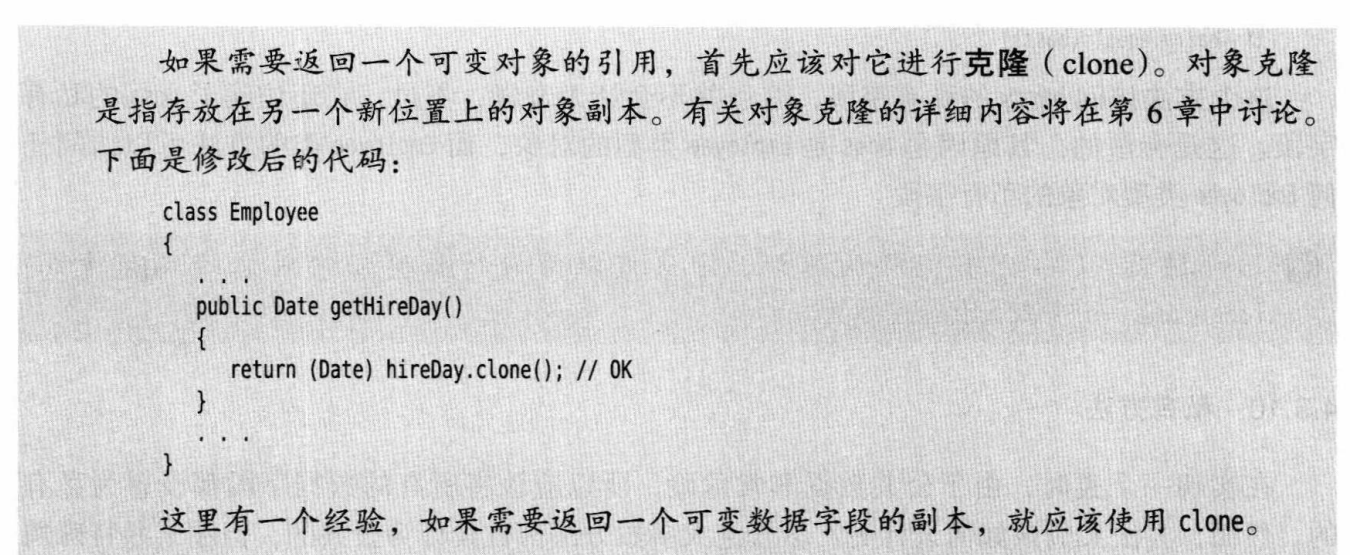 如果需要返回一个可变对象的引用，首先应该对它进行克隆（clone）。对象克隆
是指存放在另一个新位置上的对象副本。有关对象克隆的详细内容将在第 6 章中讨论。
下面是修改后的代码：
class Employee
{
. . .
public Date getHireDay()
{
return (Date) hireDay.clone(); // OK
}
. . .
}
这里有一个经验，如果需要返回一个可变数据字段的副本，就应该使用 clone。